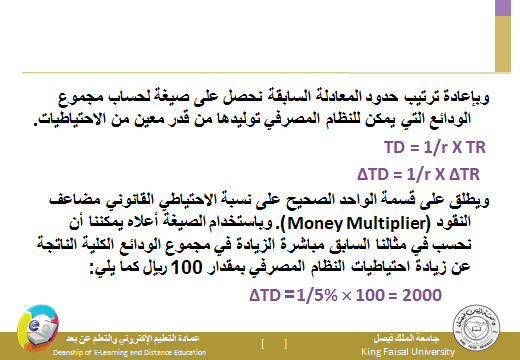 وبإعادة ترتيب حدود المعادلة السابقة نحصل على صيغة لحساب مجموع
الودائع التي يمكن للنظام المصرفي توليدها من قدر معين من الاحتياطيات.
TD = 1/r X TR
ΔTD = 1/r X ΔTR
ويطلق على قسمة الواحد الصحيح على نسبة الاحتياطي القانوني مضاعف
النقود (Money Multiplier). وباستخدام الصيغة أعلاه يمكننا أن
نحسب في مثالنا السابق مباشرة الزيادة في مجموع الودائع الكلية الناتجة
عن زيادة احتياطيات النظام المصرفي بمقدار 100 ريال كما يلي:
ΔTD =1/5% × 100 = 2000
جامعة الملك فيصل
King Faisal University
[ ]
عمادة التعليم الإلكتروني والتعلم عن بعد
Deanship of E-Learning and Distance Education